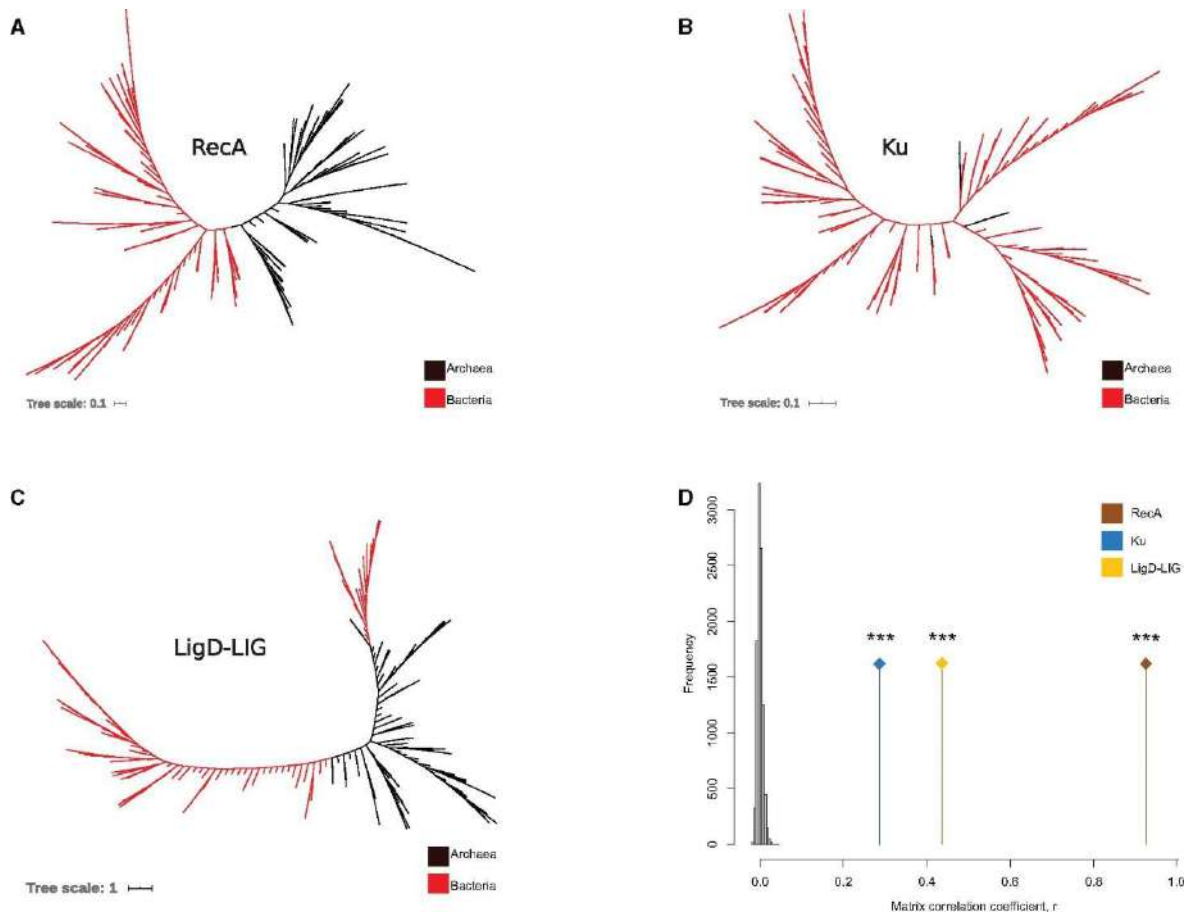 A
RecA
Archaea
Bacteria
Tree scale: 0.1
B
Ku
Archaea
Bacteria
Tree scale: 0.1
C
LigD-LIG
Archaea
Bacteria
Tree scale: 1
D
RecA
Ku
LigD-LIG
*** *** ***
Frequency
3000
2500
2000
1500
1000
500
0
0.0 0.2 0.4 0.6 0.8 1.0
Matrix correlation coefficient, r